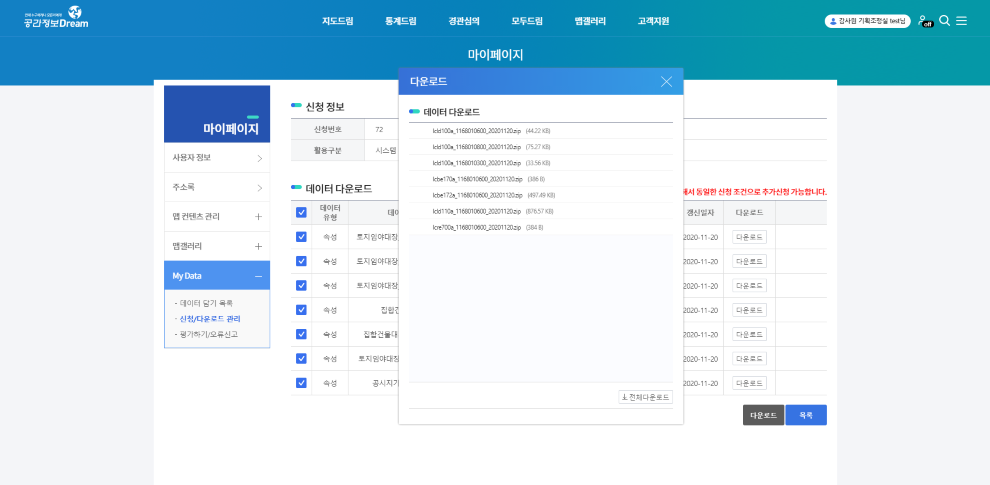 공간정보Dream
지도드림 통계드림 경관심의 모두드림 맵갤러리 고객지원
감사원 기획조정실 test님
off
마이페이지
마이페이지
사용자 정보
주소록
맵 컨텐츠 관리
맵갤러리
My Data
- 데이터 담기 목록
- 신청/다운로드 관리
- 평가하기/오류신고
신청 정보
신청번호 72
활용구분 시스템
데이터 다운로드
에서 동일한 신청 조건으로 추가신청 가능합니다.
데이터 유형 데이 갱신일자 다운로드
속성 토지임야대장 2020-11-20 다운로드
속성 토지임야대장 2020-11-20 다운로드
속성 토지임야대장 2020-11-20 다운로드
속성 집합건 2020-11-20 다운로드
속성 집합건물대 2020-11-20 다운로드
속성 토지임야대장 2020-11-20 다운로드
속성 공시지가 2020-11-20 다운로드
다운로드 목록
다운로드
데이터 다운로드
lcld100a_1168010600_20201120.zip (44.22 KB)
lcld100a_1168010800_20201120.zip (75.27 KB)
lcld100a_1168010300_20201120.zip (33.56 KB)
lcbe170a_1168010600_20201120.zip (386 B)
lcbe172a_1168010600_20201120.zip (497.49 KB)
lcld110a_1168010600_20201120.zip (876.57 KB)
lcre700a_1168010600_20201120.zip (384 B)
전체다운로드